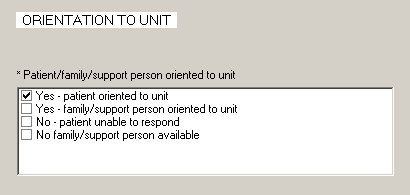 ORIENTATION TO UNIT
* Patient/family/support person oriented to unit
Yes - patient oriented to unit
Yes - family/support person oriented to unit
No - patient unable to respond
No family/support person available